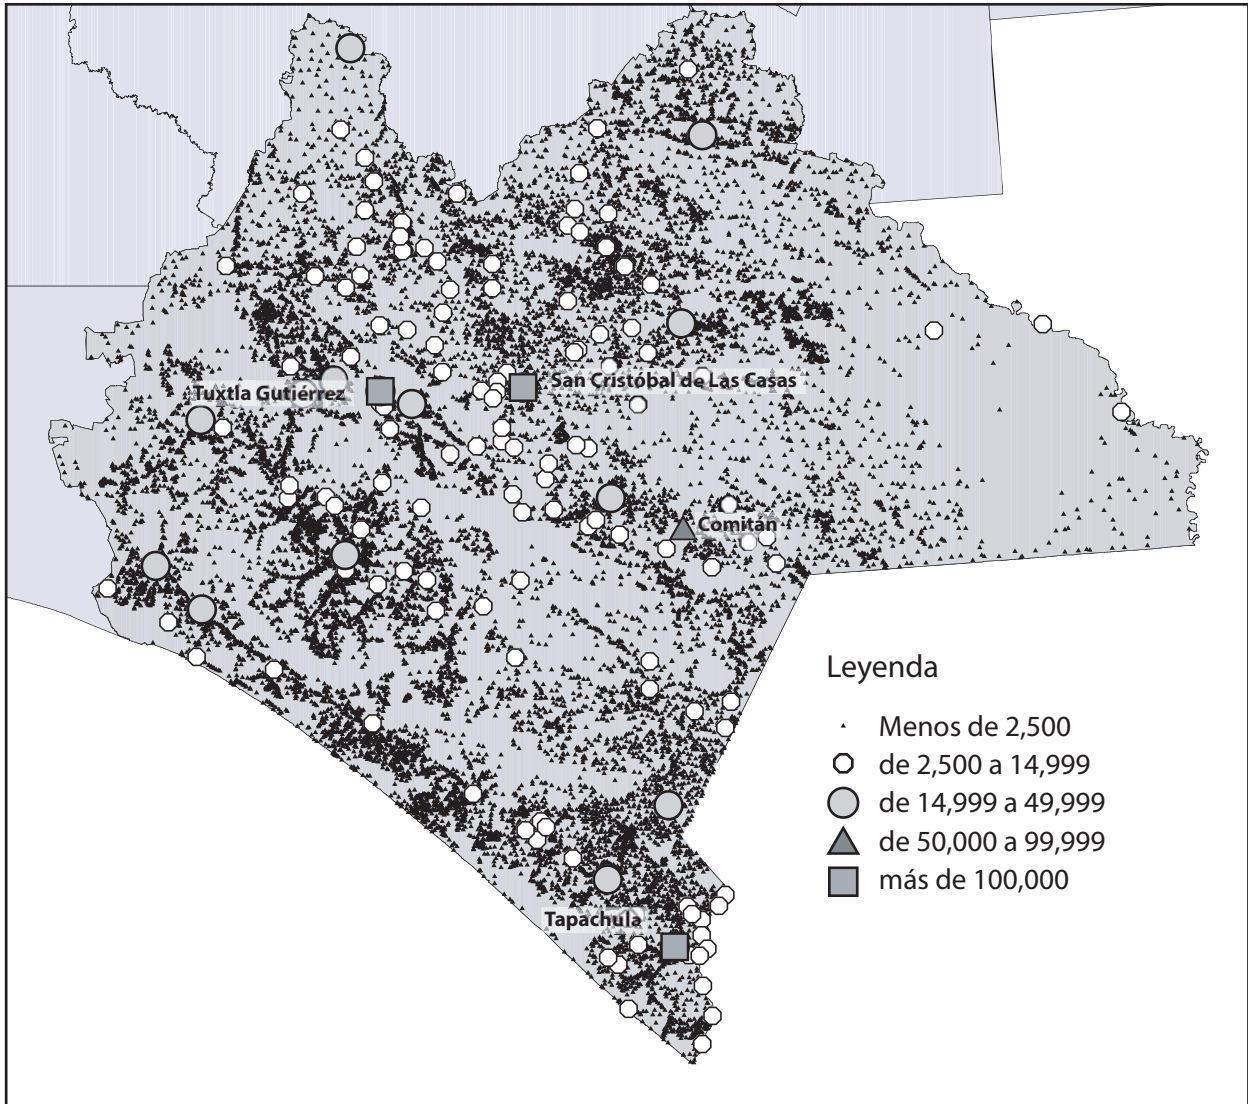 San Cristóbal de Las Casas
Tuxtla Gutiérrez
Comitán
Leyenda
Menos de 2,500
de 2,500 a 14,999
de 14,999 a 49,999
de 50,000 a 99,999
más de 100,000
Tapachula